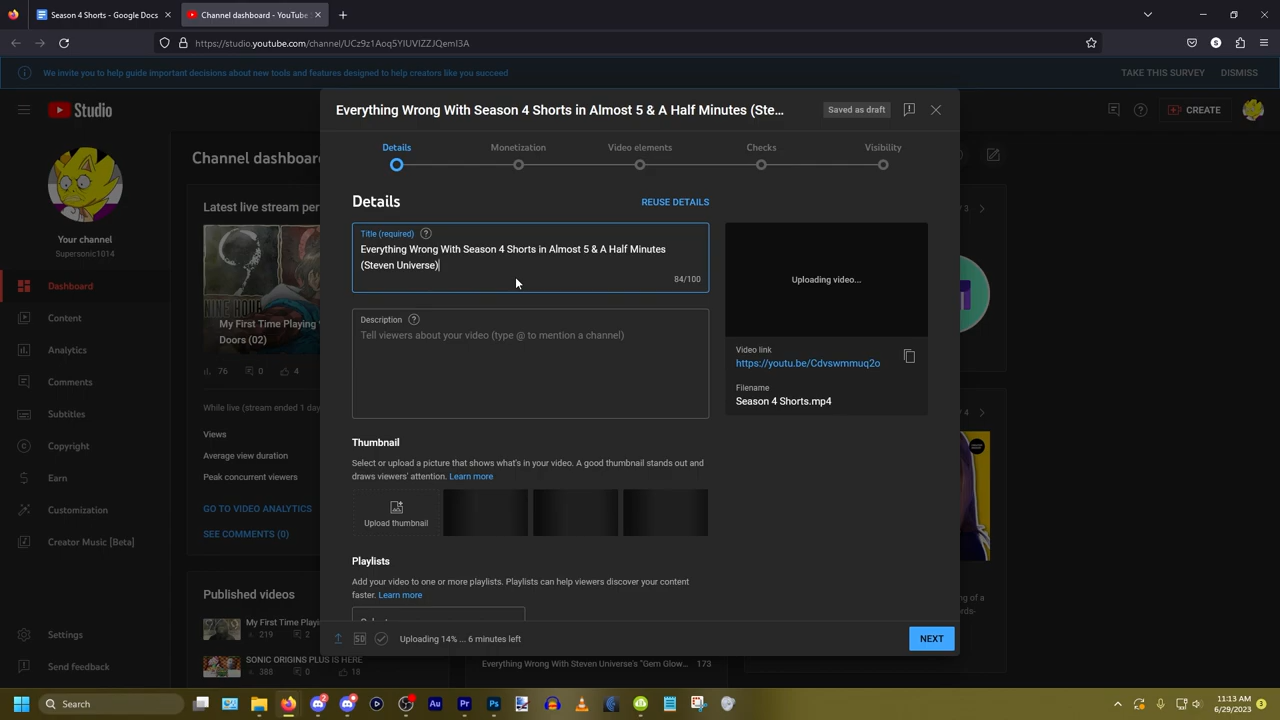 Season 4 Shorts - Google Docs
Channel dashboard - YouTube
https://studio.youtube.com/channel/UCz9z1AoqSYIUVIZZJQemI3A
S
We invite you to help guide important decisions about new tools and features designed to help creators like you succeed
TAKE THIS SURVEY
DISMISS
Studio
CREATE
Everything Wrong With Season 4 Shorts in Almost 5 & A Half Minutes (Ste...
Saved as draft
Details
Monetization
Video elements
Checks
Visibility
Channel dashboard
Your channel
Supersonic1014
Dashboard
Content
Analytics
Comments
Subtitles
Copyright
Earn
Customization
Creator Music [Beta]
Settings
Send feedback
Latest live stream per
My First Time Playing
Doors (02)
76
0
4
While live (stream ended 1 day
Views
Average view duration
Peak concurrent viewers
GO TO VIDEO ANALYTICS
SEE COMMENTS (0)
Published videos
My First Time Playi
219
2
SONIC ORIGINS PLUS IS HERE
388
0
18
Details
REUSE DETAILS
Title (required)
Everything Wrong With Season 4 Shorts in Almost 5 & A Half Minutes
(Steven Universe)
84/100
Description
Tell viewers about your video (type @ to mention a channel)
Thumbnail
Select or upload a picture that shows what's in your video. A good thumbnail stands out and
draws viewers' attention. Learn more
Upload thumbnail
Playlists
Add your video to one or more playlists. Playlists can help viewers discover your content
faster. Learn more
Select
Uploading video...
Video link
https://youtu.be/Cdvswmmuq2o
Filename
Season 4 Shorts.mp4
SD
Uploading 14% ... 6 minutes left
NEXT
Everything Wrong With Steven Universe's "Gem Glow...
173
/ 3
/ 4
ng of a
ords-
Search
Au
Pr
Ps
11:13 AM
6/29/2023